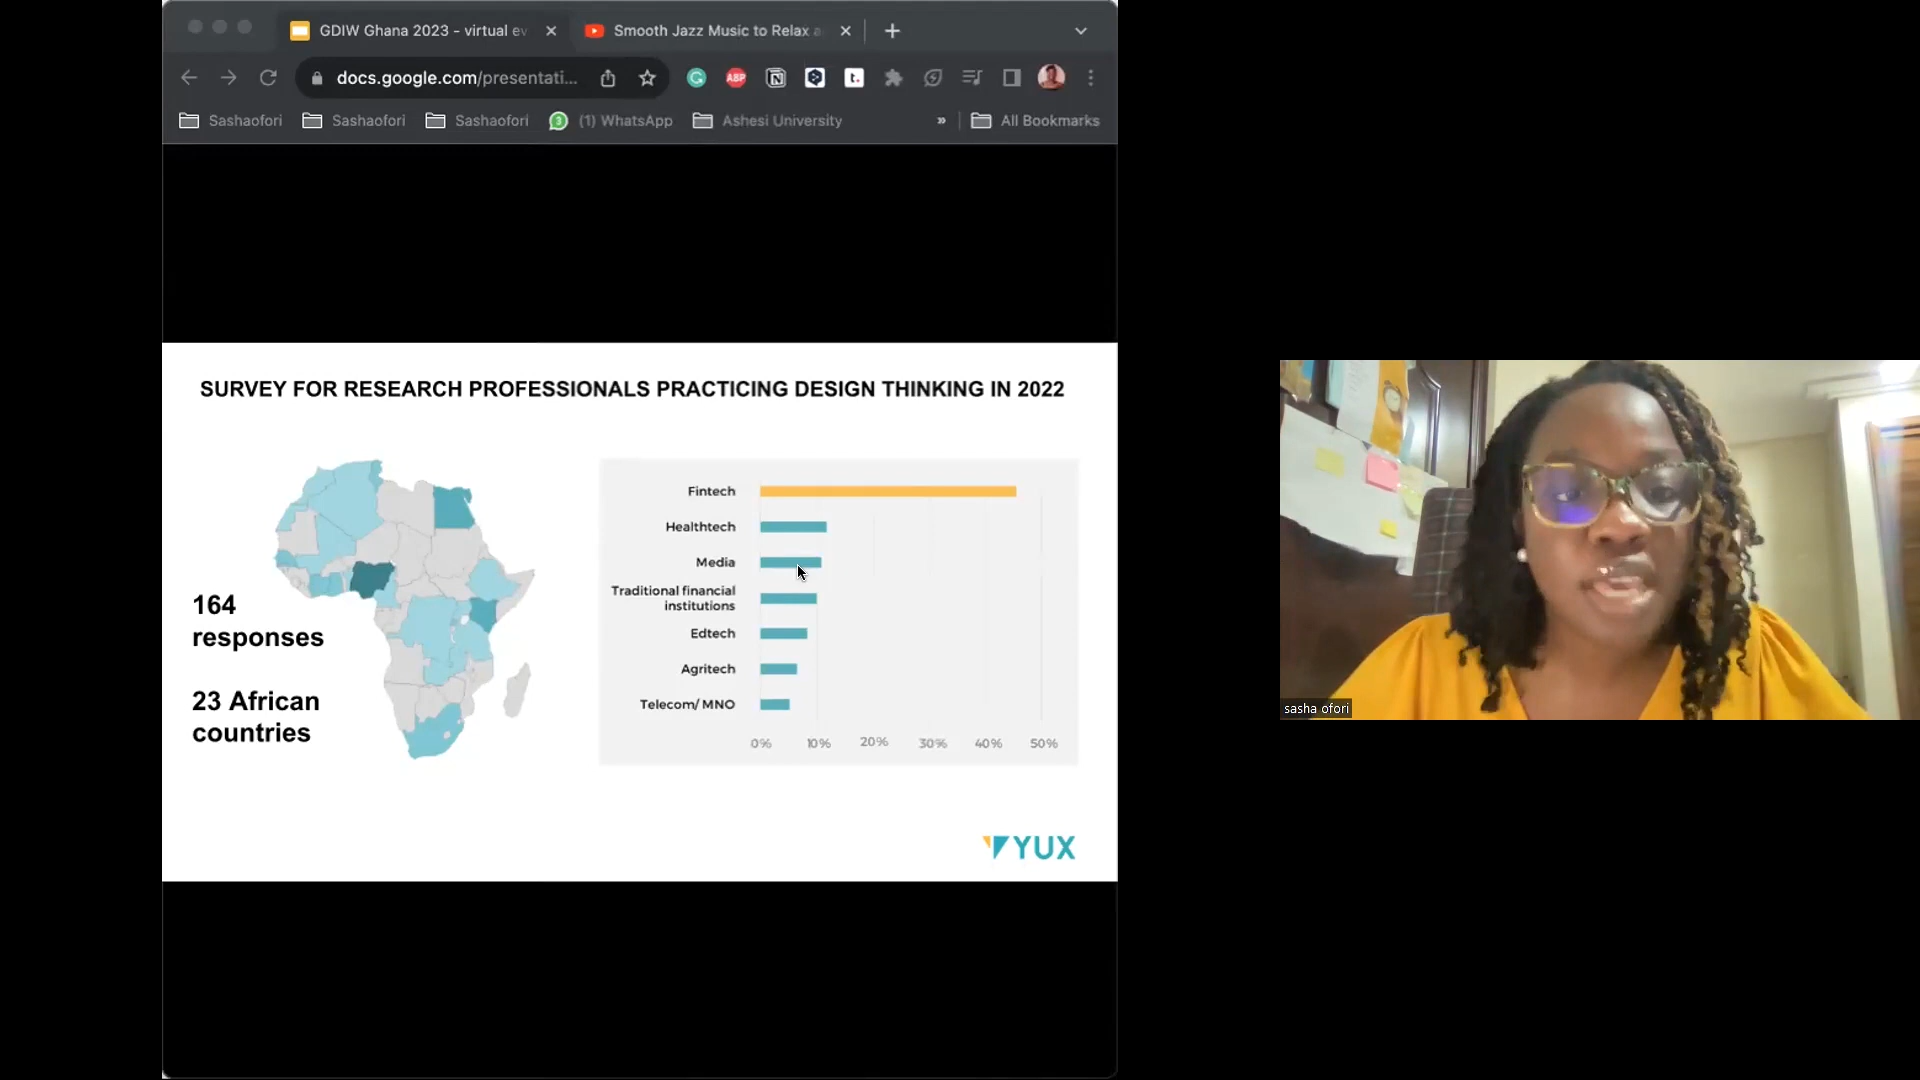 GDIW Ghana 2023 - virtual ev
Smooth Jazz Music to Relax a
docs.google.com/presentati...
ABP
N
t.
Sashaofori
Sashaofori
Sashaofori
3
(1) WhatsApp
Ashesi University
»
All Bookmarks
SURVEY FOR RESEARCH PROFESSIONALS PRACTICING DESIGN THINKING IN 2022
164
responses
23 African
countries
Fintech
Healthtech
Media
Traditional financial
institutions
Edtech
Agritech
Telecom/ MNO
0% 10% 20% 30% 40% 50%
YUX
sasha ofori